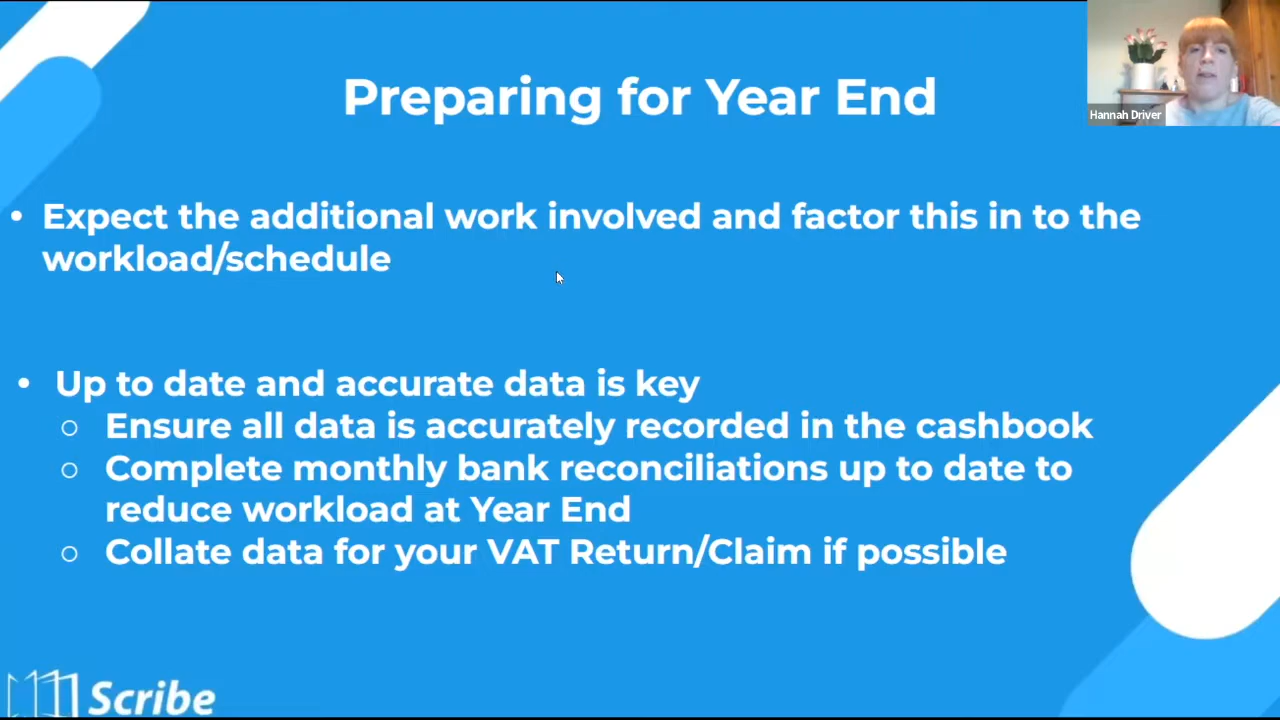 Preparing for Year End
Hannah Driver
• Expect the additional work involved and factor this in to the
workload/schedule
• Up to date and accurate data is key
○ Ensure all data is accurately recorded in the cashbook
○ Complete monthly bank reconciliations up to date to
reduce workload at Year End
○ Collate data for your VAT Return/Claim if possible
Scribe